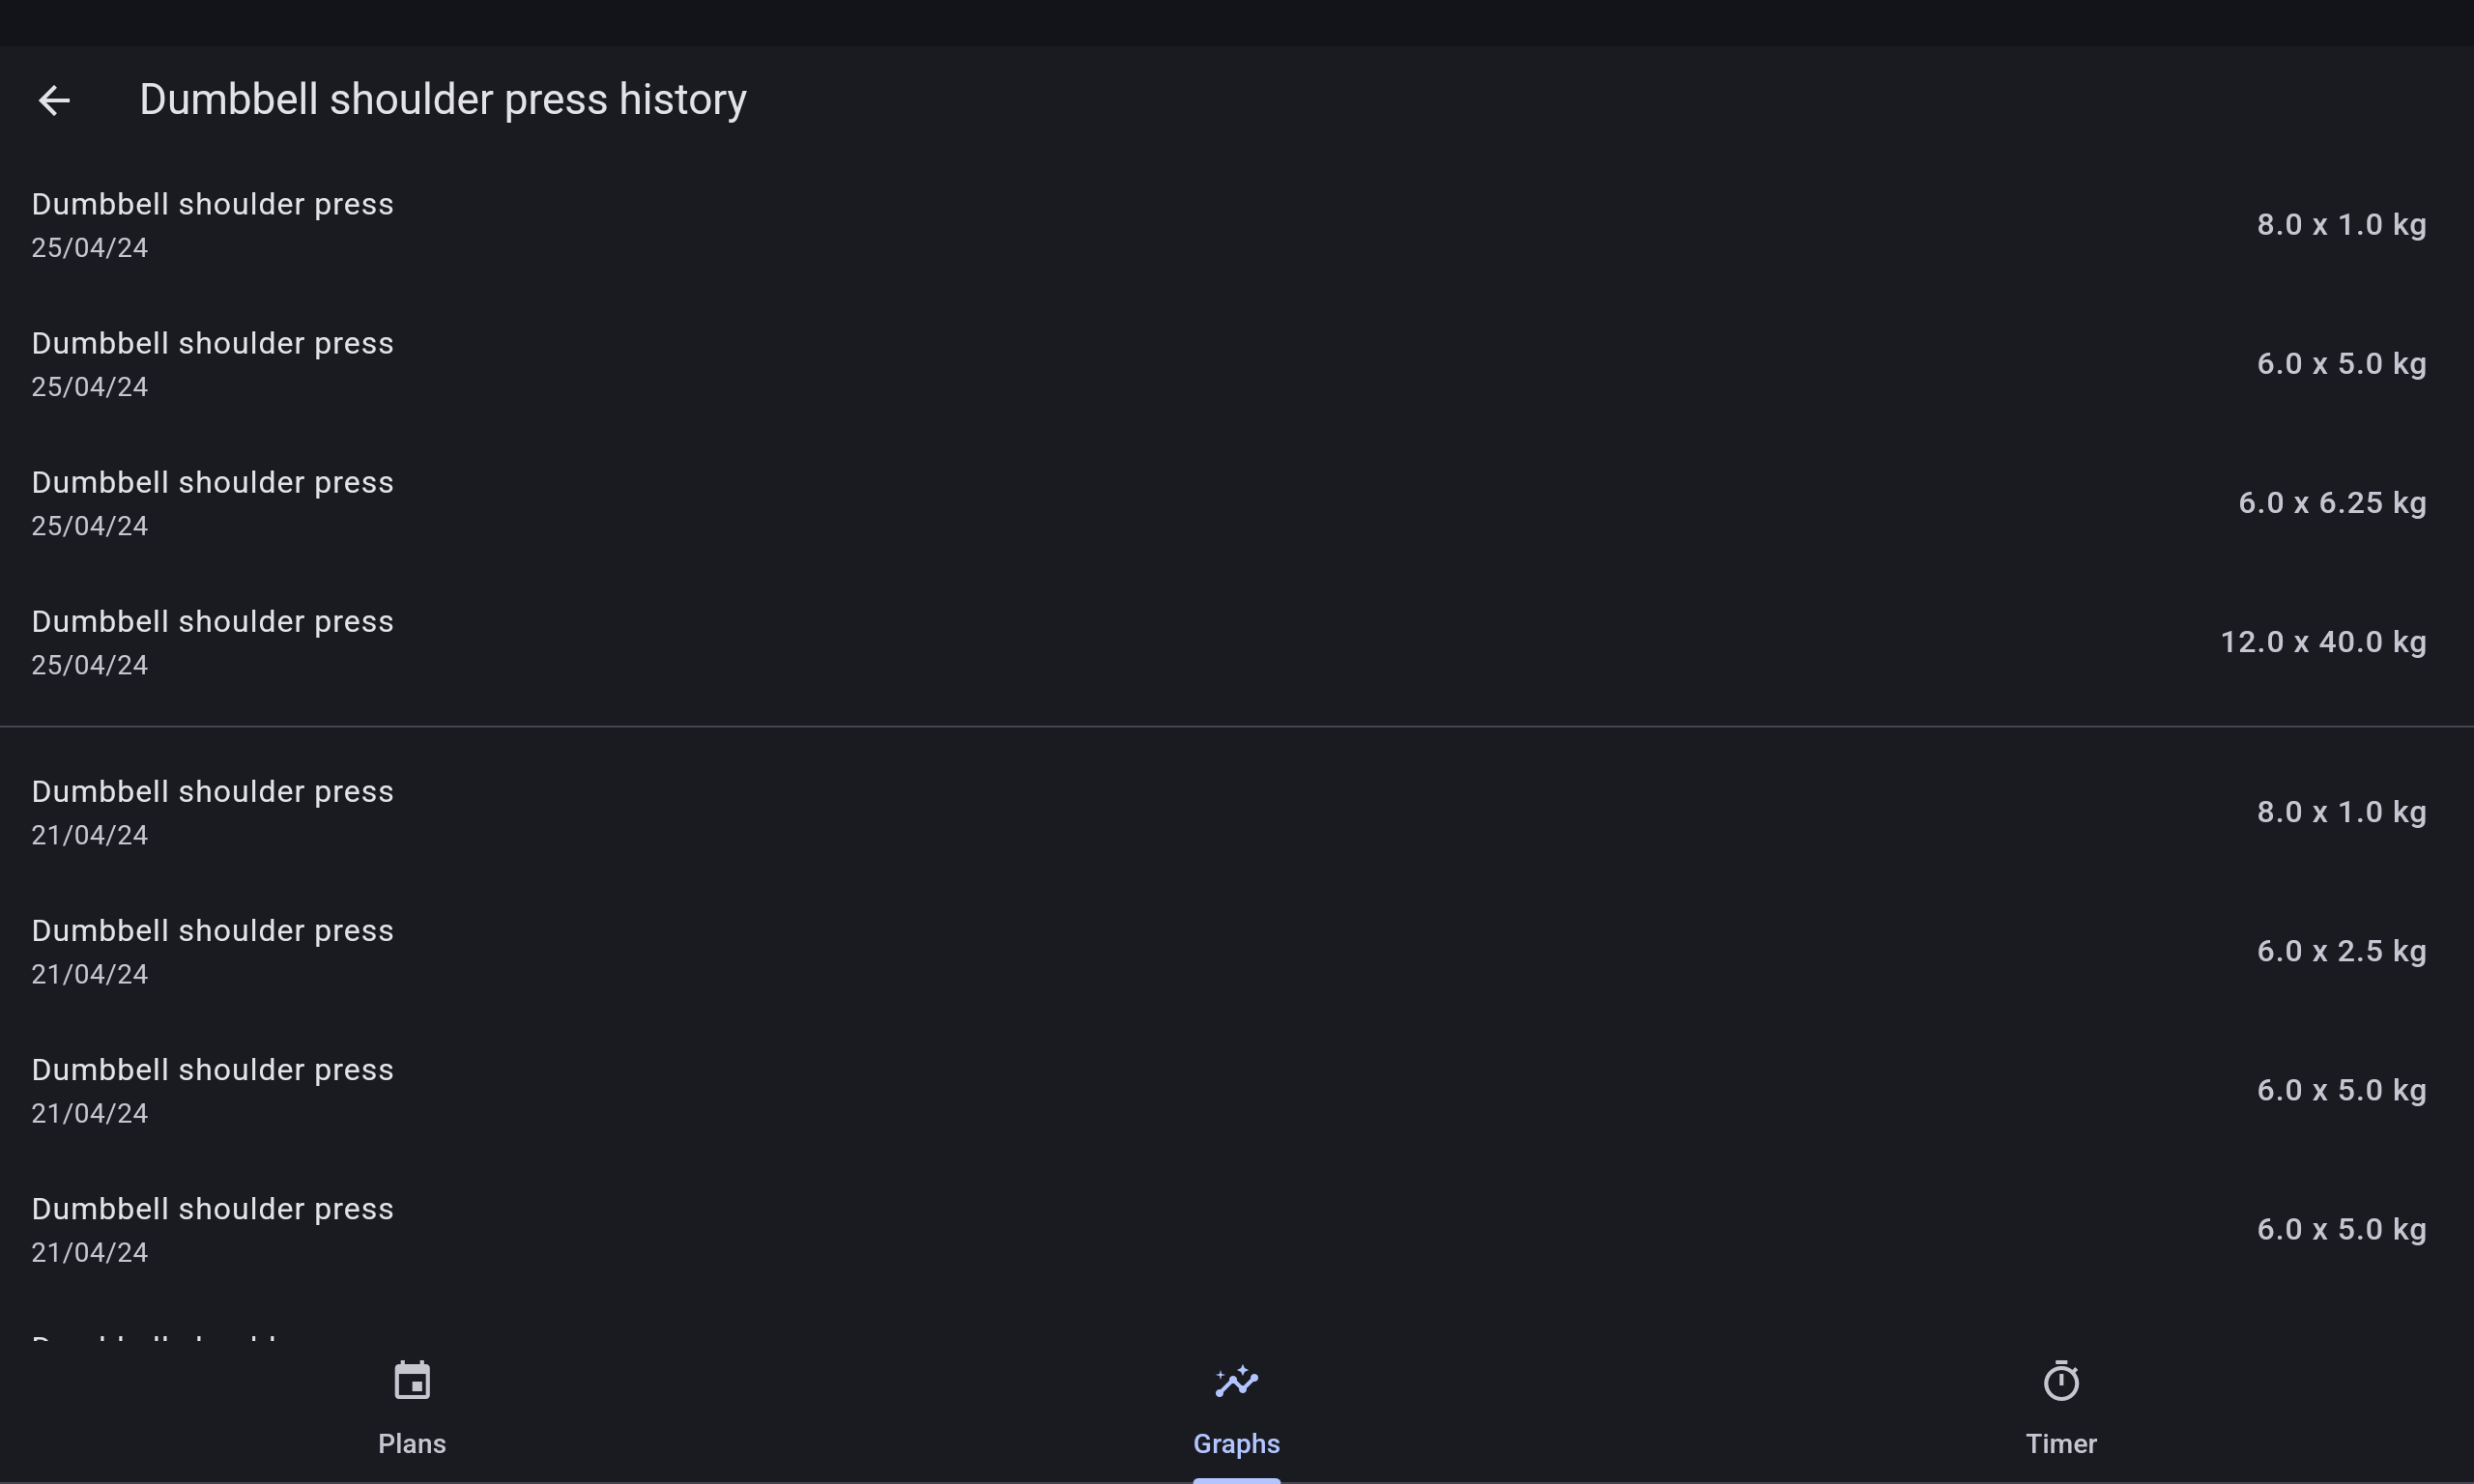 Dumbbell shoulder press history
Dumbbell shoulder press
25/04/24
8.0 x 1.0 kg
Dumbbell shoulder press
25/04/24
6.0 x 5.0 kg
Dumbbell shoulder press
25/04/24
6.0 x 6.25 kg
Dumbbell shoulder press
25/04/24
12.0 x 40.0 kg
Dumbbell shoulder press
21/04/24
8.0 x 1.0 kg
Dumbbell shoulder press
21/04/24
6.0 x 2.5 kg
Dumbbell shoulder press
21/04/24
6.0 x 5.0 kg
Dumbbell shoulder press
21/04/24
6.0 x 5.0 kg
Plans
Graphs
Timer